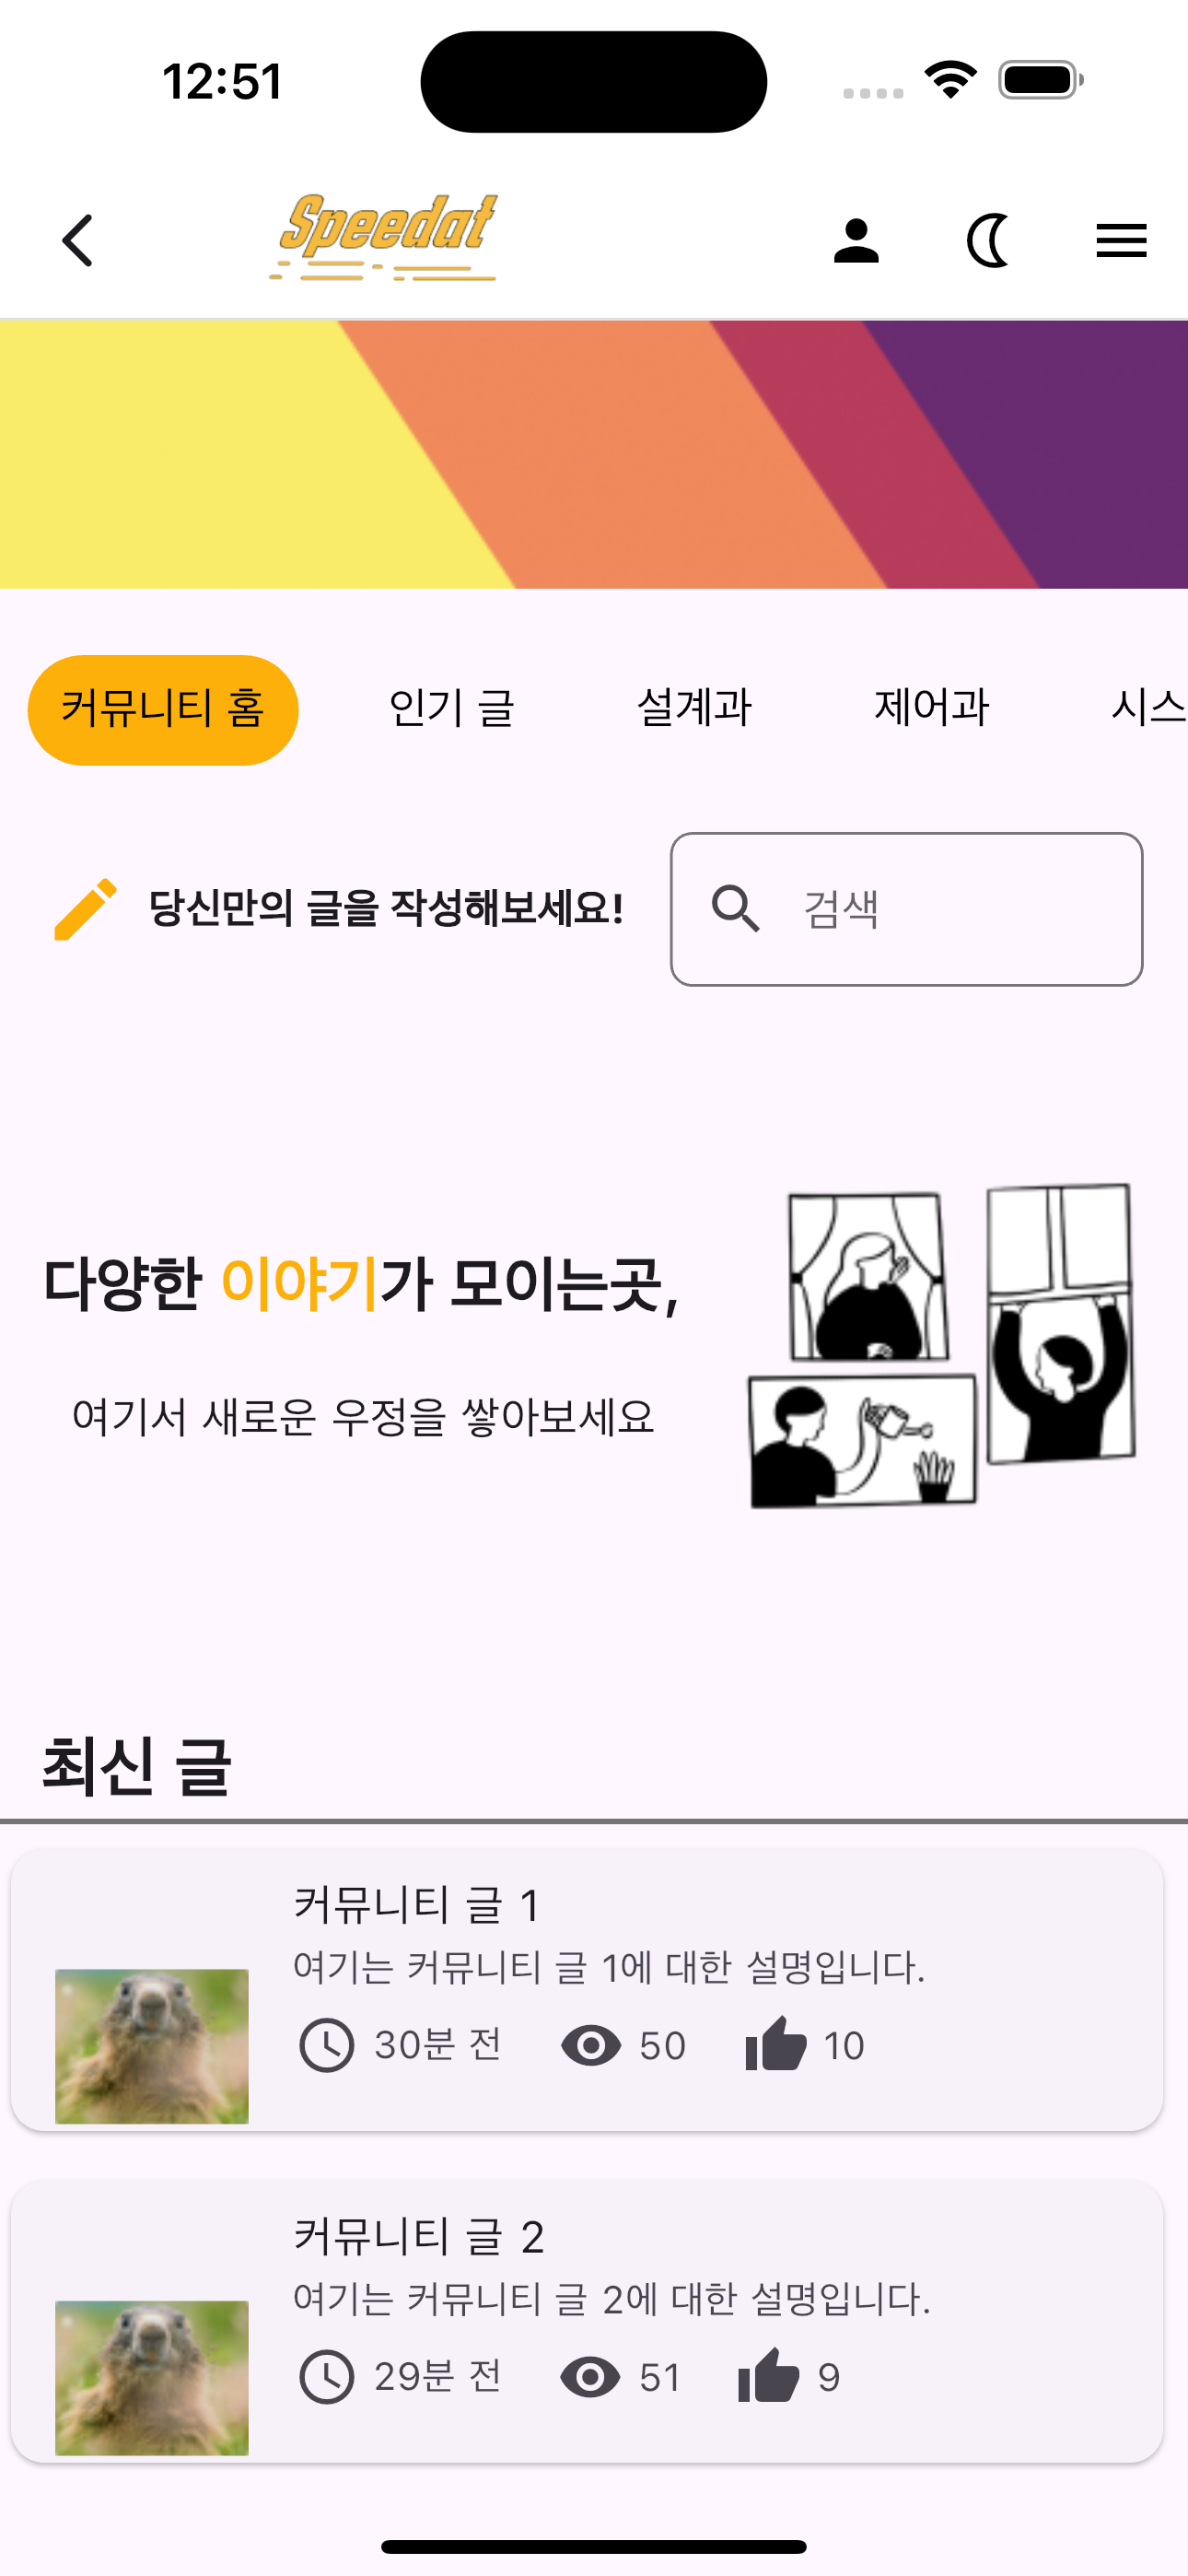 12:51
Speedat
커뮤니티 홈 인기 글 설계과 제어과 시스
당신만의 글을 작성해보세요! 검색
다양한 이야기가 모이는곳,
여기서 새로운 우정을 쌓아보세요
최신 글
커뮤니티 글 1
여기는 커뮤니티 글 1에 대한 설명입니다.
30분 전 50 10
커뮤니티 글 2
여기는 커뮤니티 글 2에 대한 설명입니다.
29분 전 51 9